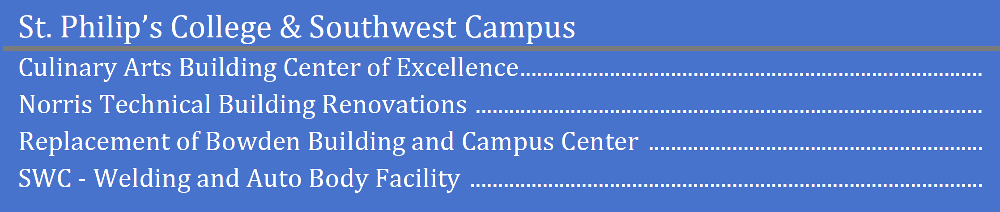 St. Philip’s College & Southwest Campus
Culinary Arts Building Center of Excellence....................................................................................
Norris Technical Building Renovations ............................................................................................
Replacement of Bowden Building and Campus Center ............................................................
SWC - Welding and Auto Body Facility .............................................................................................